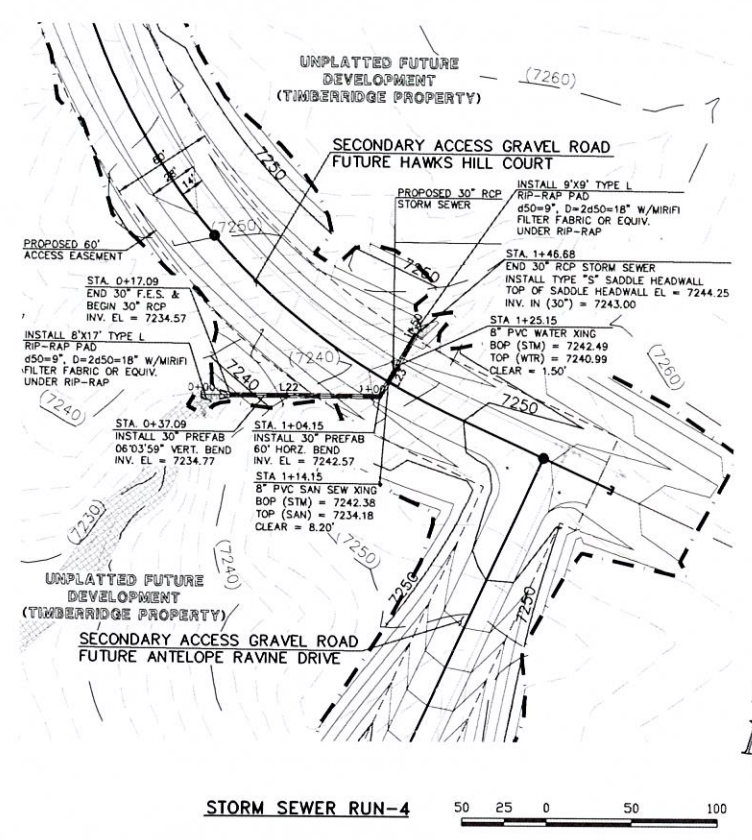 UNPLATTED FUTURE
DEVELOPMENT
(TIMBERRIDGE PROPERTY)
(7260)
SECONDARY ACCESS GRAVEL ROAD
FUTURE HAWKS HILL COURT
7250
60'
28'
14'
PROPOSED 30" RCP
STORM SEWER
INSTALL 9'X9' TYPE L
RIP-RAP PAD
d50=9", D=2d50=18" W/MIRIFI
FILTER FABRIC OR EQUIV.
UNDER RIP-RAP
(7250)
PROPOSED 60'
ACCESS EASEMENT
7260
STA. 1+46.68
END 30" RCP STORM SEWER
INSTALL TYPE "S" SADDLE HEADWALL
TOP OF SADDLE HEADWALL EL = 7244.25
INV. IN (30") = 7243.00
STA. 0+17.09
END 30" F.E.S. &
BEGIN 30" RCP
INV. EL = 7234.57
STA 1+25.15
8" PVC WATER XING
BOP (STM) = 7242.49
TOP (WTR) = 7240.99
CLEAR = 1.50'
INSTALL 8'X17' TYPE L
RIP-RAP PAD
d50=9", D=2d50=18" W/MIRIFI
FILTER FABRIC OR EQUIV.
UNDER RIP-RAP
7240
(7240)
(7260)
0+00
L22
1+00
L23
7250
(7240)
STA. 0+37.09
INSTALL 30" PREFAB
06°03'59" VERT. BEND
INV. EL = 7234.77
STA. 1+04.15
INSTALL 30" PREFAB
60° HORZ. BEND
INV. EL = 7242.57
STA 1+14.15
8" PVC SAN SEW XING
BOP (STM) = 7242.38
TOP (SAN) = 7234.18
CLEAR = 8.20'
(7230)
(7240)
(7250)
7250
7250
UNPLATTED FUTURE
DEVELOPMENT
(TIMBERRIDGE PROPERTY)
SECONDARY ACCESS GRAVEL ROAD
FUTURE ANTELOPE RAVINE DRIVE
STORM SEWER RUN-4
50 25 0 50 100